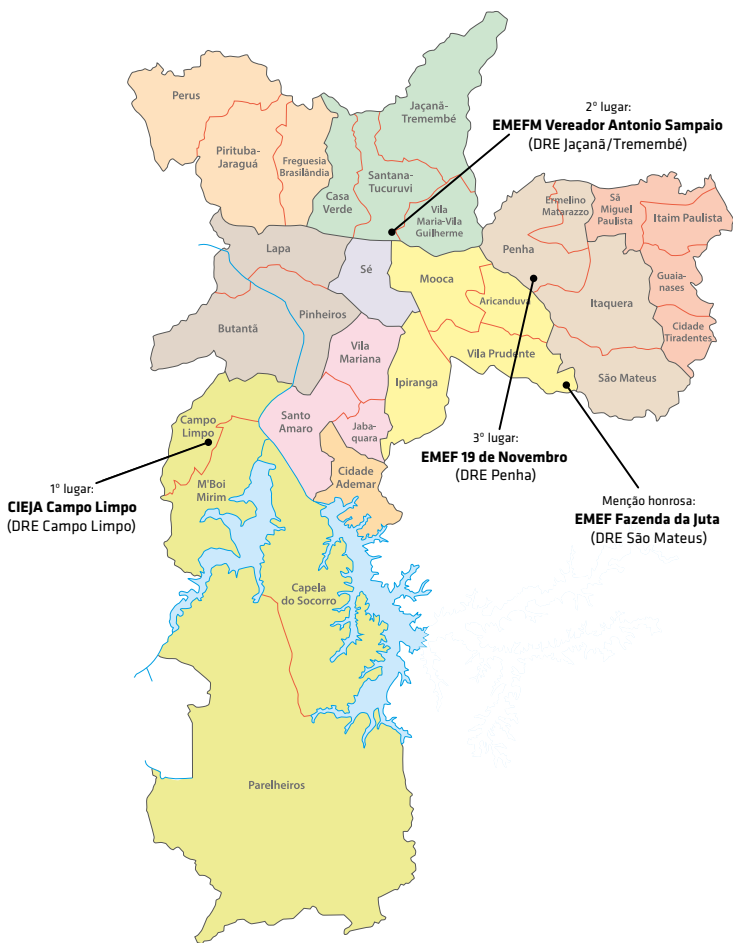 Perus
Jaçanã-
Tremembé
2º lugar:
EMEFM Vereador Antonio Sampaio
(DRE Jaçanã/Tremembé)
Pirituba-
Jaraguá
Freguesia
Brasilândia
Santana-
Tucuruvi
Casa
Verde
Vila
Maria-Vila
Guilherme
Ermelino
Matarazzo
Sã
Miguel
Paulista
Itaim Paulista
Penha
Lapa
Sé
Mooca
Guaia-
nases
Aricanduva
Itaquera
Butantã
Pinheiros
Cidade
Tiradentes
Vila
Mariana
Vila Prudente
Ipiranga
São Mateus
Campo
Limpo
Santo
Amaro
Jaba-
quara
3º lugar:
EMEF 19 de Novembro
(DRE Penha)
Cidade
Ademar
M'Boi
Mirim
1º lugar:
CIEJA Campo Limpo
(DRE Campo Limpo)
Menção honrosa:
EMEF Fazenda da Juta
(DRE São Mateus)
Capela
do Socorro
Parelheiros